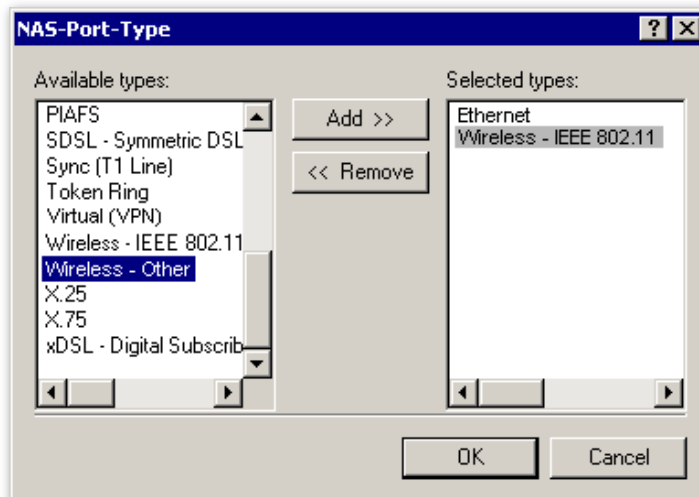 NAS-Port-Type
Available types:
PIAFS
SDSL - Symmetric DSL
Sync (T1 Line)
Token Ring
Virtual (VPN)
Wireless - IEEE 802.11
Wireless - Other
X.25
X.75
xDSL - Digital Subscrib
Add >>
<< Remove
Selected types:
Ethernet
Wireless - IEEE 802.11
OK
Cancel